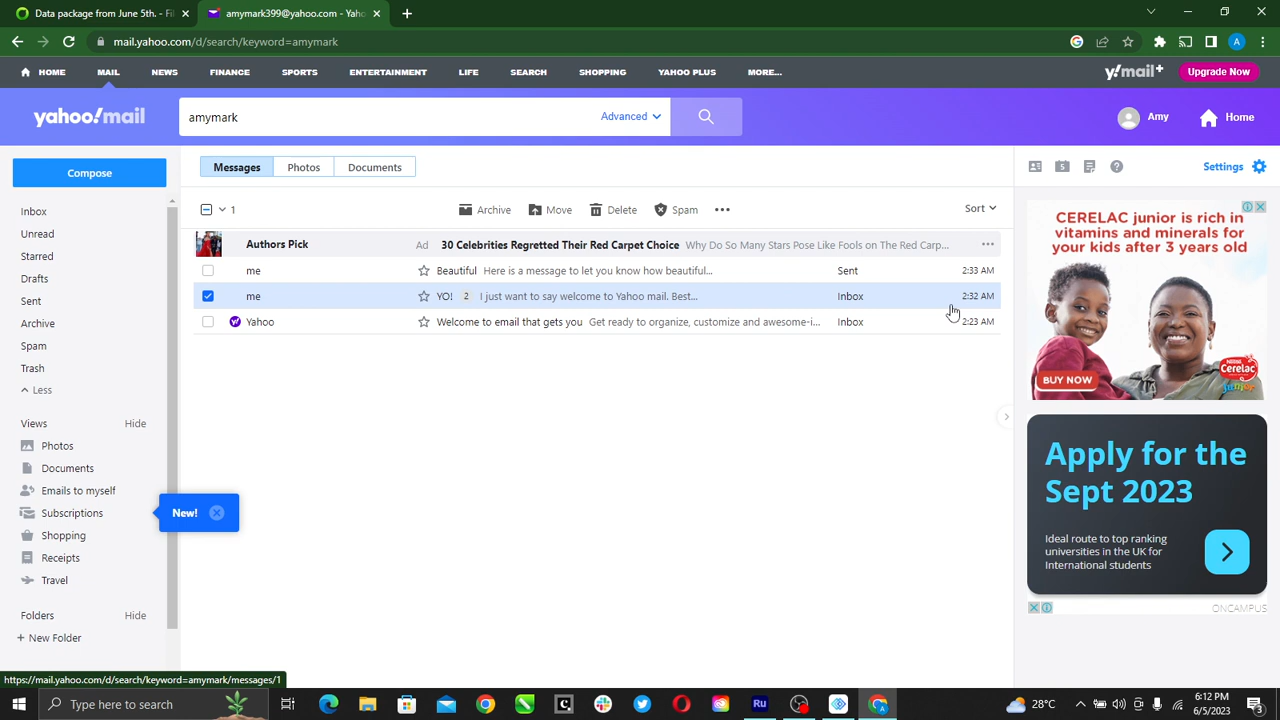 Data package from June 5th. - Fil
amymark399@yahoo.com - Yaho
mail.yahoo.com/d/search/keyword=amymark
A
HOME MAIL NEWS FINANCE SPORTS ENTERTAINMENT LIFE SEARCH SHOPPING YAHOO PLUS MORE...
y!mail+ Upgrade Now
yahoo!mail
amymark Advanced
Amy Home
Compose
Messages Photos Documents
5 Settings
Inbox
Unread
Starred
Drafts
Sent
Archive
Spam
Trash
Less
Views Hide
Photos
Documents
Emails to myself
Subscriptions
New!
Shopping
Receipts
Travel
Folders Hide
+ New Folder
1 Archive Move Delete Spam Sort
Authors Pick Ad 30 Celebrities Regretted Their Red Carpet Choice Why Do So Many Stars Pose Like Fools on The Red Carp...
me Beautiful Here is a message to let you know how beautiful... Sent 2:33 AM
me YO! 2 I just want to say welcome to Yahoo mail. Best... Inbox 2:32 AM
Yahoo Welcome to email that gets you Get ready to organize, customize and awesome-i... Inbox 2:23 AM
CERELAC junior is rich in
vitamins and minerals for
your kids after 3 years old
BUY NOW
Nestlé
Cerelac
junior
Apply for the
Sept 2023
Ideal route to top ranking
universities in the UK for
International students
ONCAMPUS
https://mail.yahoo.com/d/search/keyword=amymark/messages/1
Type here to search
Ru
28°C
6:12 PM
6/5/2023
3